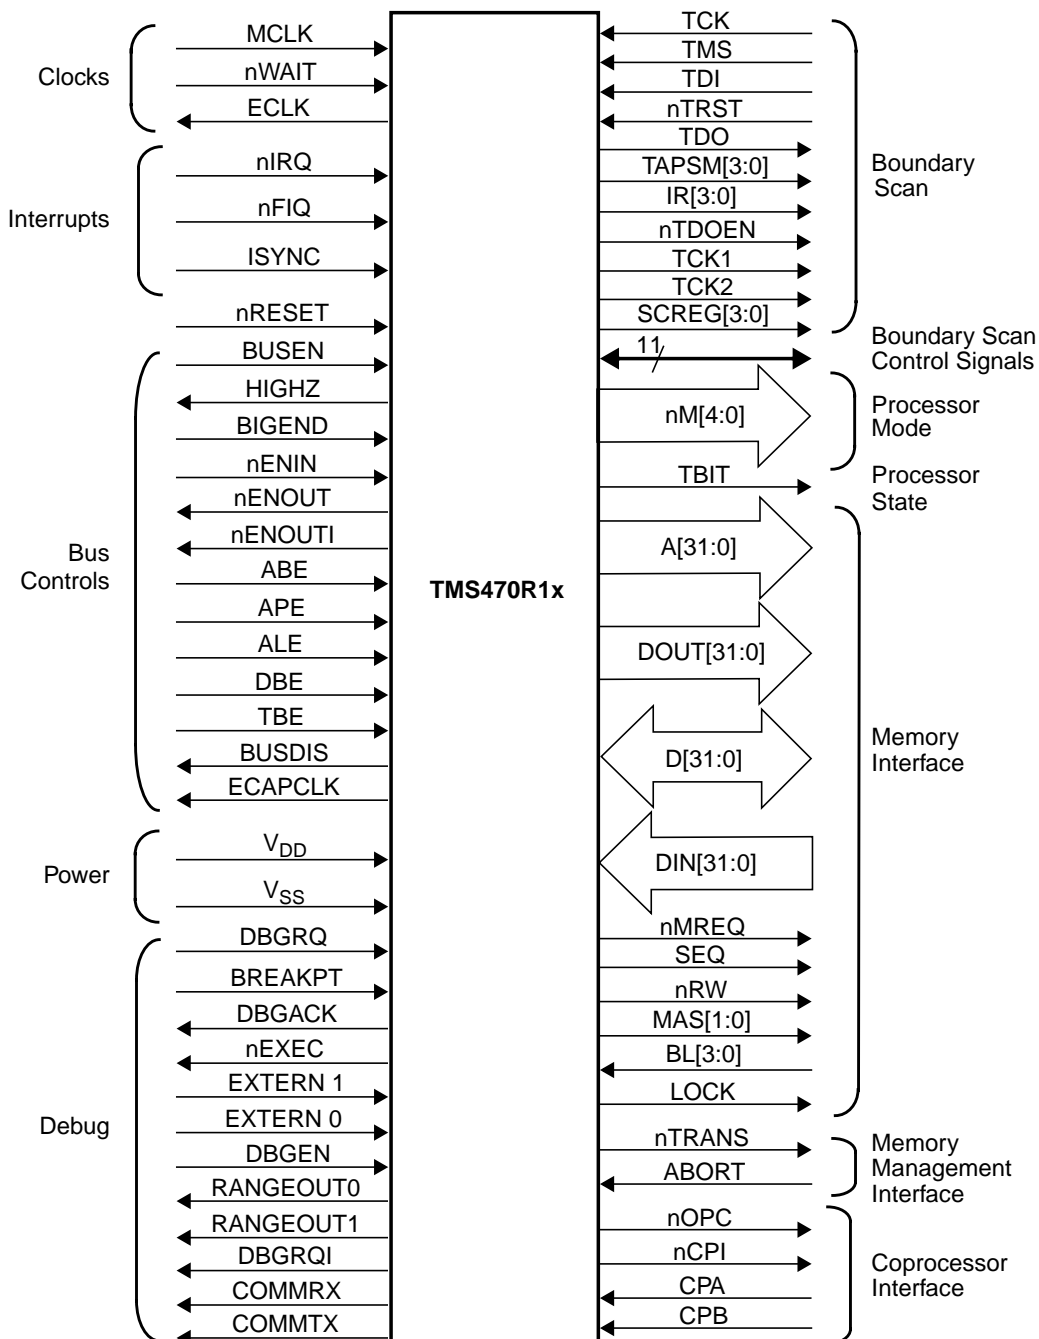 Clocks
MCLK
nWAIT
ECLK
Interrupts
nIRQ
nFIQ
ISYNC
nRESET
Bus
Controls
BUSEN
HIGHZ
BIGEND
nENIN
nENOUT
nENOUTI
ABE
APE
ALE
DBE
TBE
BUSDIS
ECAPCLK
Power
VDD
VSS
Debug
DBGRQ
BREAKPT
DBGACK
nEXEC
EXTERN 1
EXTERN 0
DBGEN
RANGEOUT0
RANGEOUT1
DBGRQI
COMMRX
COMMTX
TMS470R1x
TCK
TMS
TDI
nTRST
TDO
TAPSM[3:0]
IR[3:0]
nTDOEN
TCK1
TCK2
SCREG[3:0]
Boundary
Scan
11
Boundary Scan
Control Signals
nM[4:0]
Processor
Mode
TBIT
Processor
State
A[31:0]
DOUT[31:0]
D[31:0]
DIN[31:0]
nMREQ
SEQ
nRW
MAS[1:0]
BL[3:0]
LOCK
Memory
Interface
nTRANS
ABORT
Memory
Management
Interface
nOPC
nCPI
CPA
CPB
Coprocessor
Interface